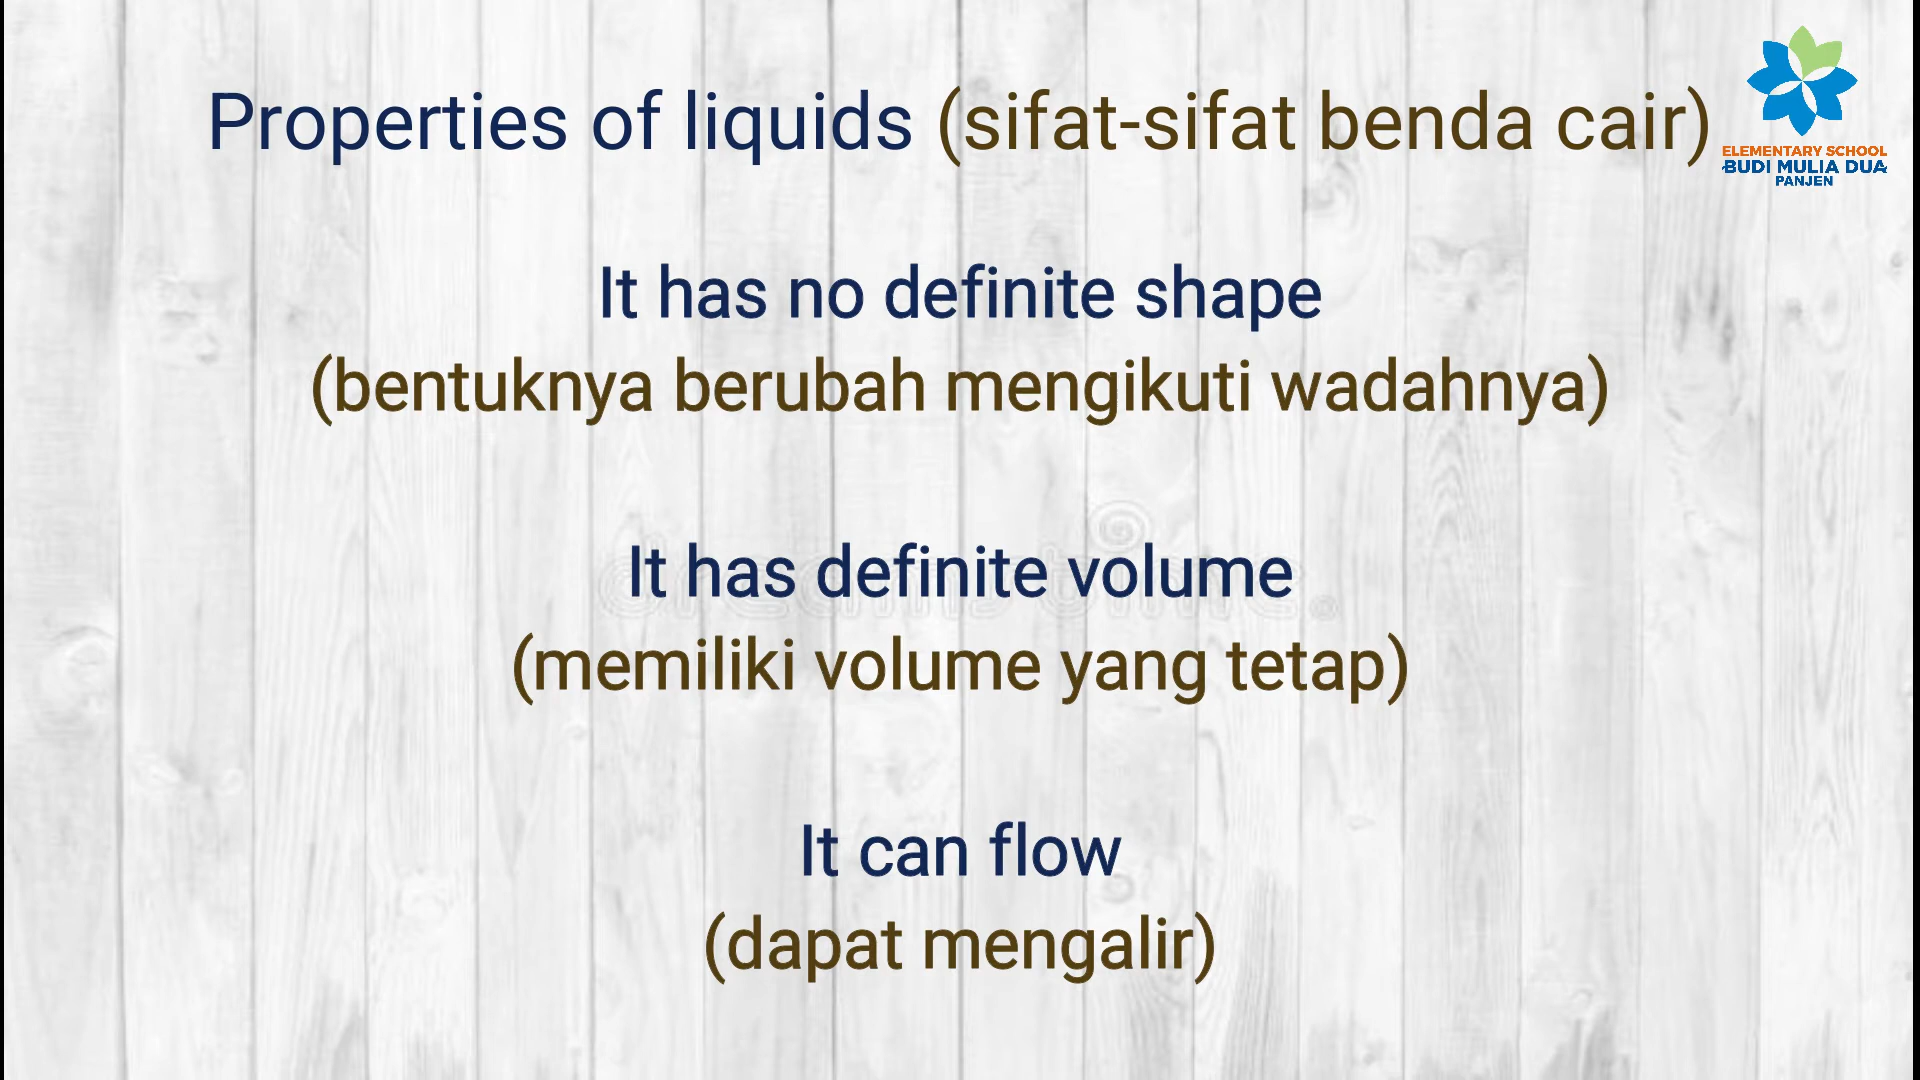 Properties of liquids (sifat-sifat benda cair)
ELEMENTARY SCHOOL
BUDI MULIA DUA
PANJEN
It has no definite shape
(bentuknya berubah mengikuti wadahnya)
It has definite volume
(memiliki volume yang tetap)
It can flow
(dapat mengalir)
dreamstime